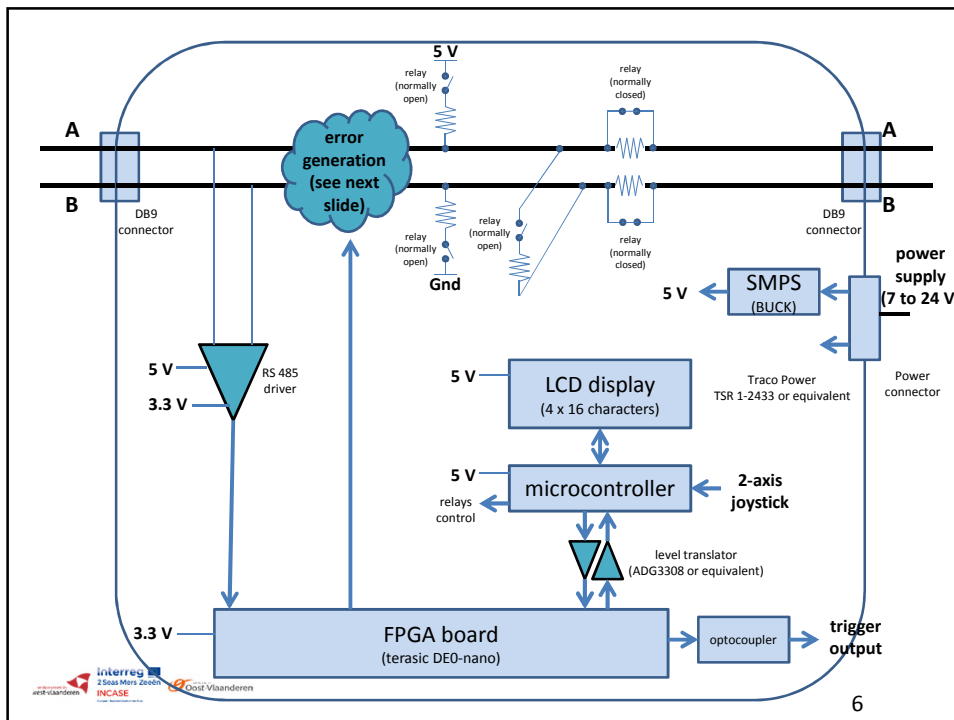 5 V
relay
(normally
open)
relay
(normally
closed)
A
A
error
generation
(see next
slide)
B
B
DB9
connector
relay
(normally
open)
Gnd
relay
(normally
open)
relay
(normally
closed)
DB9
connector
power
supply
(7 to 24 V
5 V
SMPS
(BUCK)
5 V
3.3 V
RS 485
driver
5 V
LCD display
(4 x 16 characters)
Traco Power
TSR 1-2433 or equivalent
Power
connector
5 V
microcontroller
2-axis
joystick
relays
control
level translator
(ADG3308 or equivalent)
3.3 V
FPGA board
(terasic DE0-nano)
optocoupler
trigger
output
west-vlaanderen
Interreg
2 Seas Mers Zeeën
INCASE
Oost-Vlaanderen
6